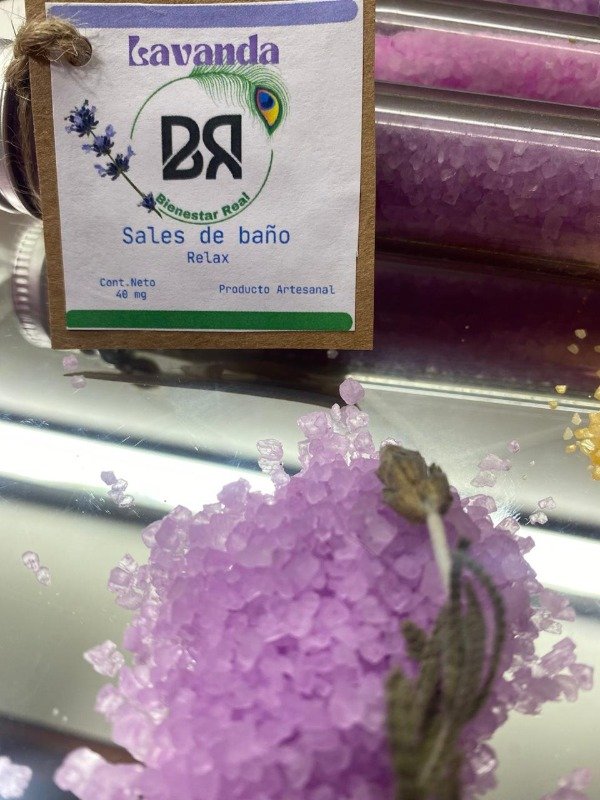 Lavanda
BR
Bienestar Real
Sales de baño
Relax
Cont.Neto
40 mg
Producto Artesanal